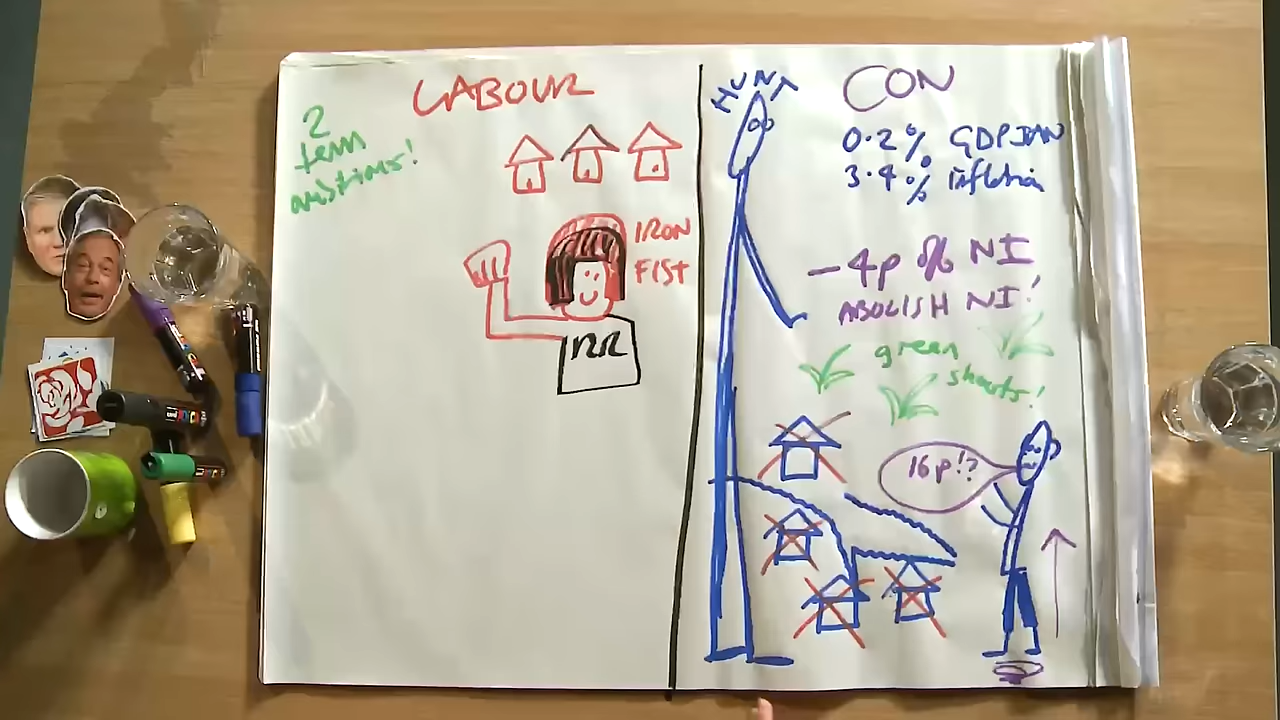 LABOUR
2
term
ambitions!
IRON
FIST
RR
HUNT
CON
0.2% GDP JAN
3.4% inflation
-4p off NI
ABOLISH NI!
green
shoots!
16p!?